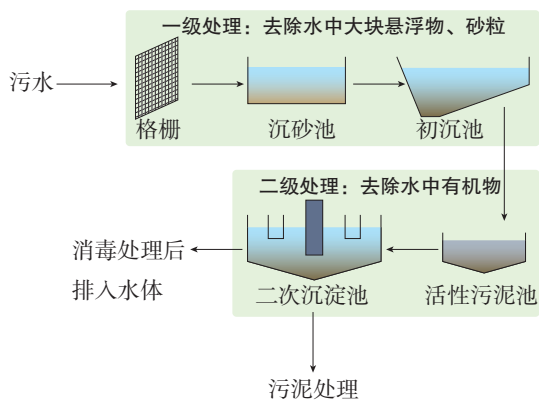 一级处理：去除水中大块悬浮物、砂粒
污水
格栅
沉砂池
初沉池
二级处理：去除水中有机物
消毒处理后
排入水体
二次沉淀池
活性污泥池
污泥处理